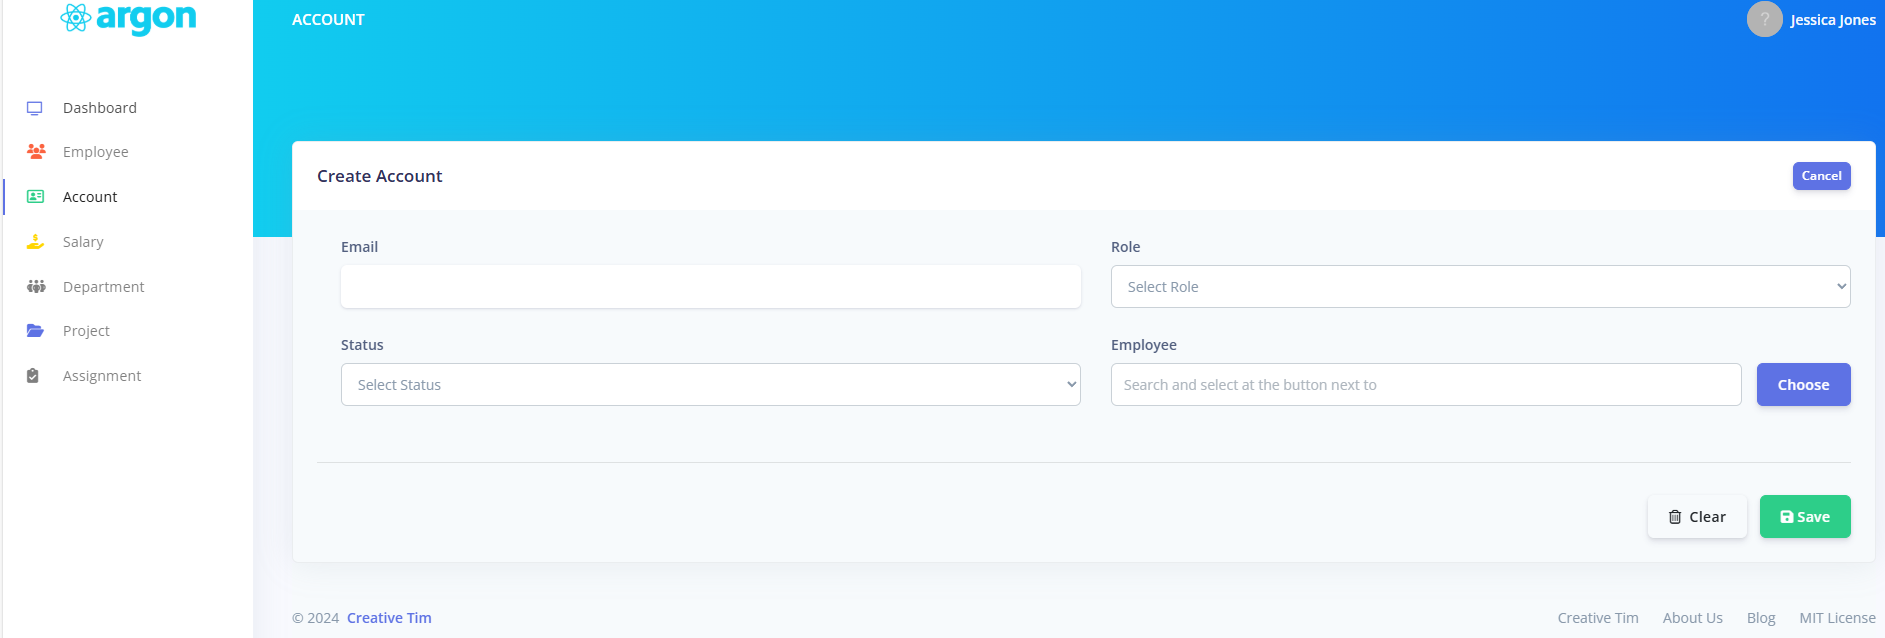 argon
ACCOUNT
? Jessica Jones
Dashboard
Employee
Account
Salary
Department
Project
Assignment
Create Account
Cancel
Email
Role
Select Role
Status
Employee
Select Status
Search and select at the button next to
Choose
Clear
Save
© 2024 Creative Tim
Creative Tim About Us Blog MIT License